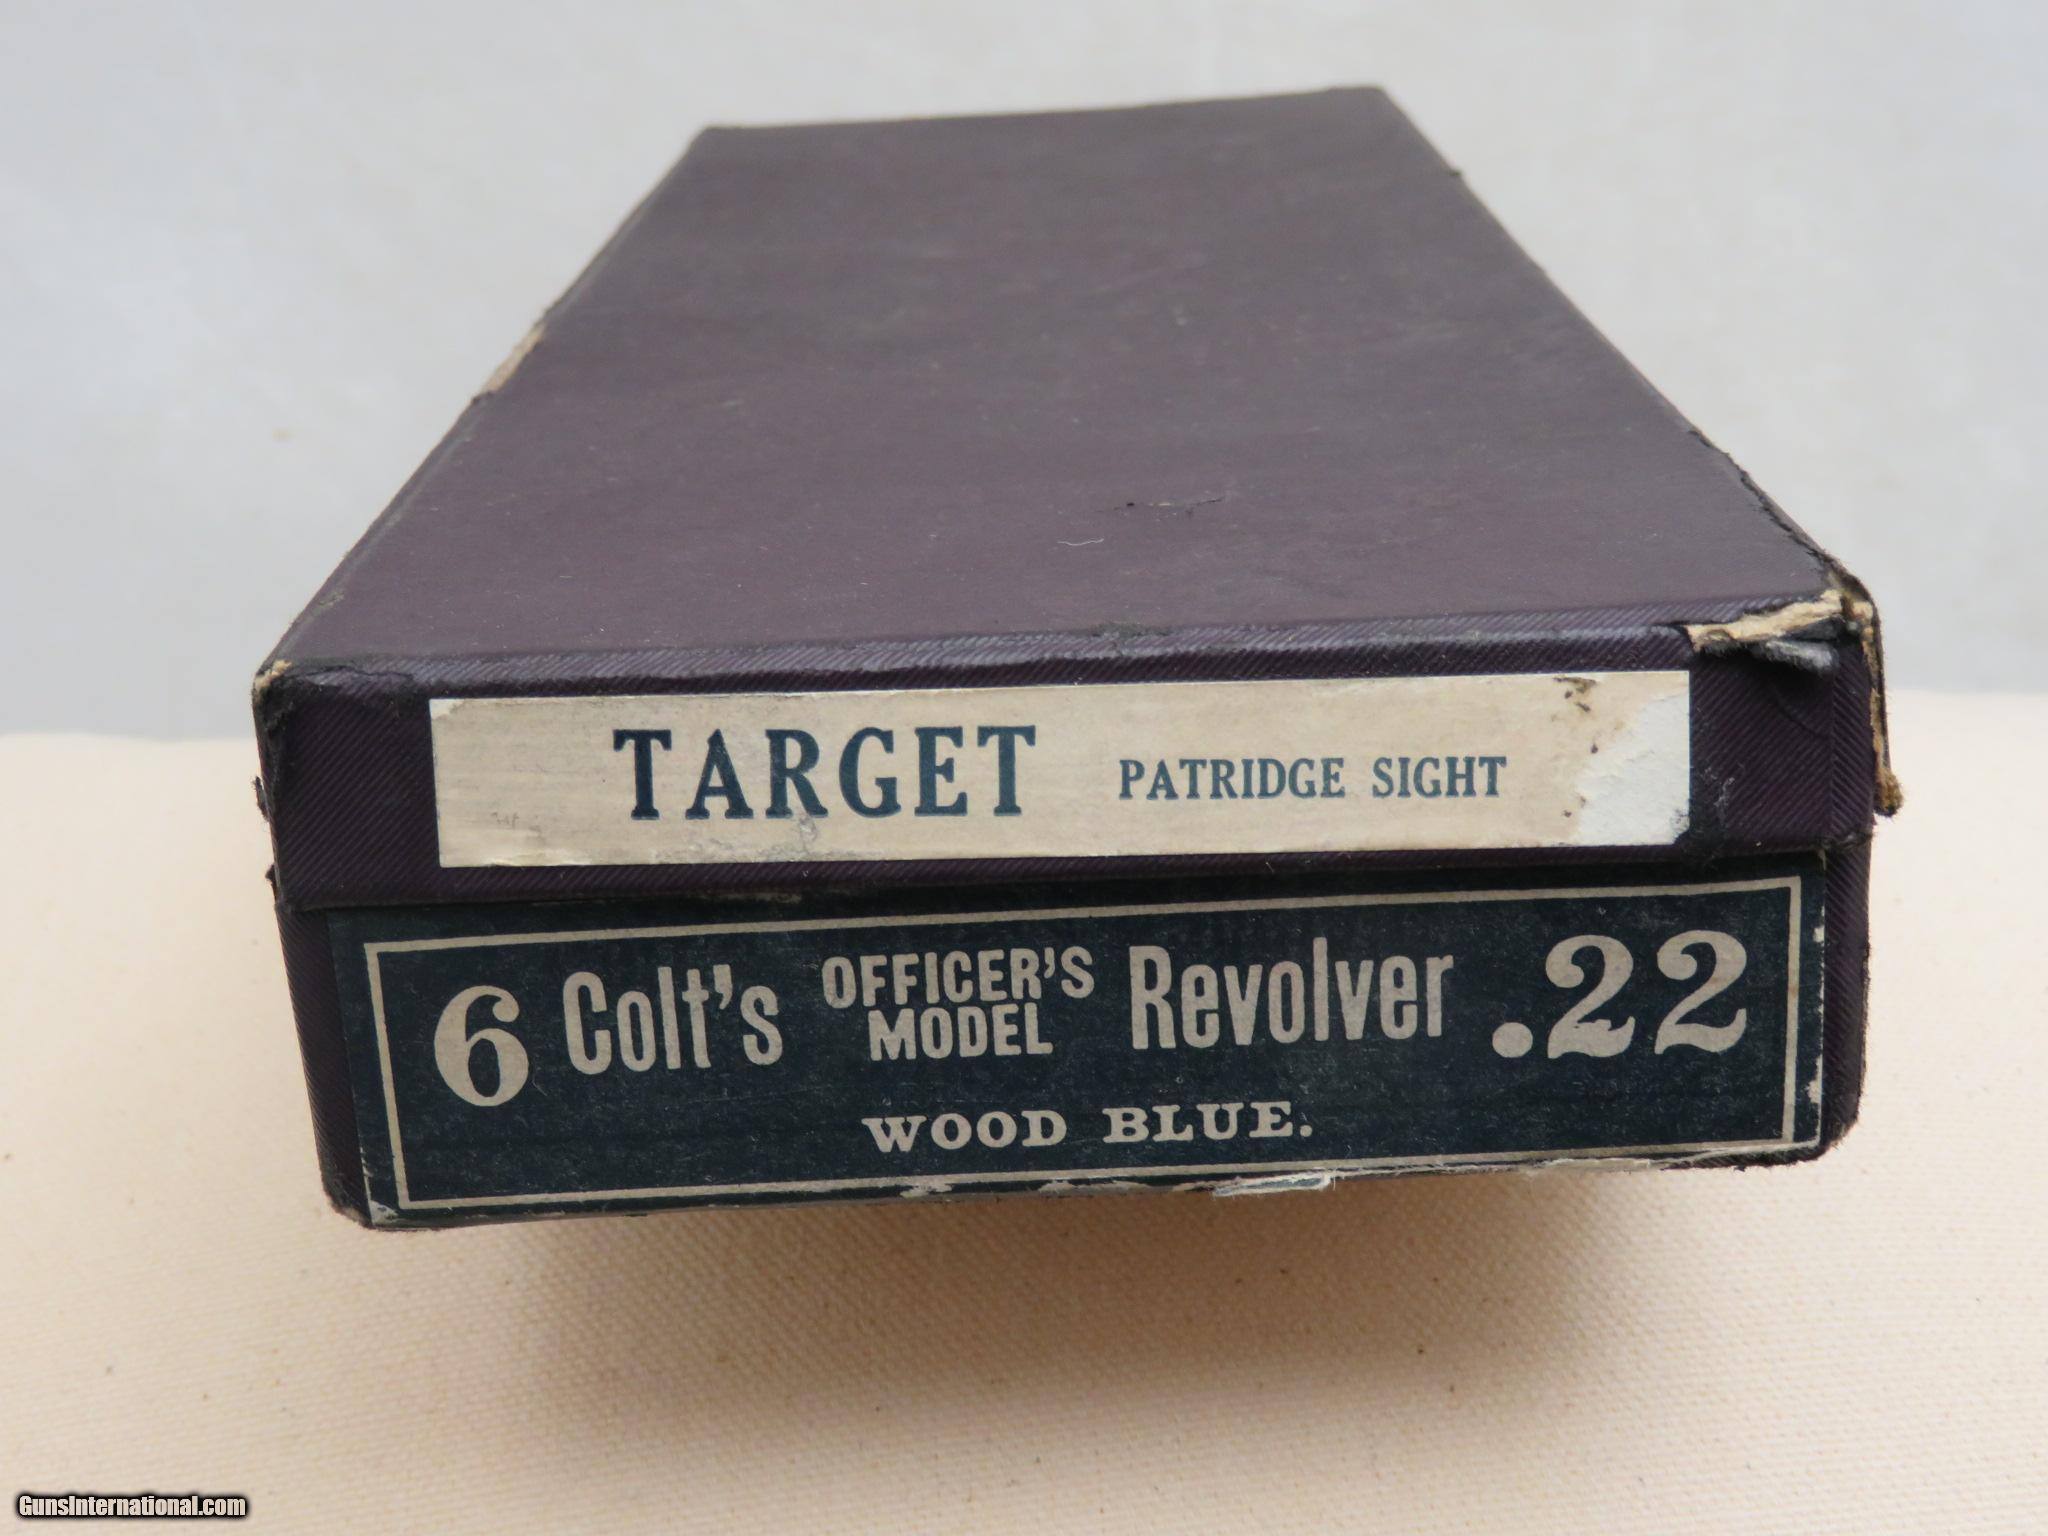 TARGET PATRIDGE SIGHT
6 Colt's OFFICER'S MODEL Revolver .22
WOOD BLUE.
GunsInternational.com